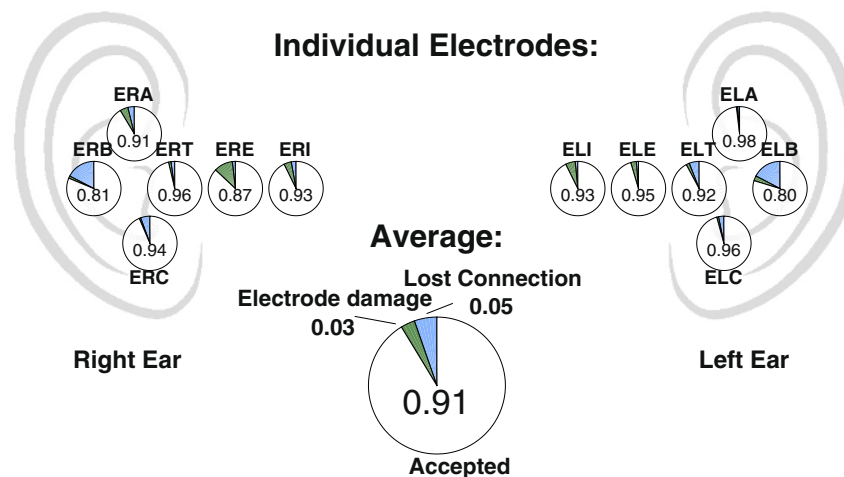 Individual Electrodes:
ERA
0.91
ERB
0.81
ERT
0.96
ERE
0.87
ERI
0.93
ERC
0.94
ELA
0.98
ELI
0.93
ELE
0.95
ELT
0.92
ELB
0.80
ELC
0.96
Average:
Lost Connection
0.05
Electrode damage
0.03
0.91
Accepted
Right Ear
Left Ear